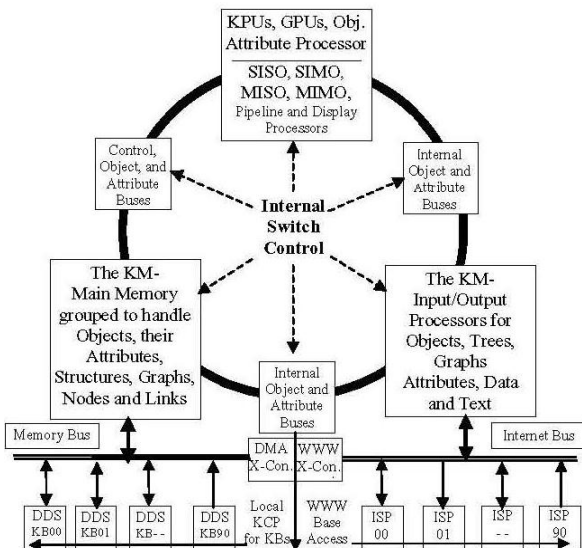 KPUs, GPUs, Obj.
Attribute Processor
SISO, SIMO,
MISO, MIMO,
Pipeline and Display
Processors
Control,
Object, and
Attribute Buses
Internal
Object and
Attribute
Buses
Internal
Switch
Control
The KM-
Main Memory
grouped to handle
Objects, their
Attributes,
Structures, Graphs,
Nodes and Links
The KM-
Input/Output
Processors for
Objects, Trees,
Graphs
Attributes, Data
and Text
Internal
Object and
Attribute
Buses
Memory Bus
Internet Bus
DMA
X-Con.
WWW
X-Con.
DDS
KB00
DDS
KB01
DDS
KB--
DDS
KB90
Local
KCP
for KBs
WWW
Base
Access
ISP
00
ISP
01
ISP
--
ISP
90